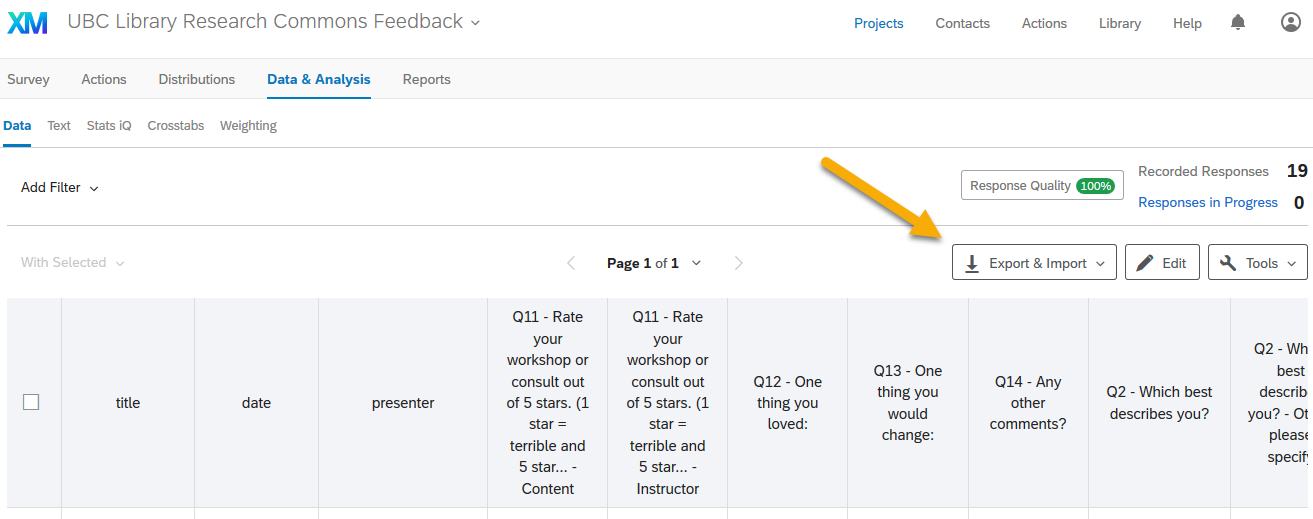 XM UBC Library Research Commons Feedback
Projects Contacts Actions Library Help
Survey Actions Distributions Data & Analysis Reports
Data Text Stats iQ Crosstabs Weighting
Add Filter
Response Quality 100%
Recorded Responses 19
Responses in Progress 0
With Selected
Page 1 of 1
Export & Import
Edit
Tools
title
date
presenter
Q11 - Rate
your
workshop or
consult out
of 5 stars. (1
star =
terrible and
5 star... -
Content
Q11 - Rate
your
workshop or
consult out
of 5 stars. (1
star =
terrible and
5 star... -
Instructor
Q12 - One
thing you
loved:
Q13 - One
thing you
would
change:
Q14 - Any
other
comments?
Q2 - Which best
describes you?
Q2 - Wh
best
describ
you? - Ot
please
specify